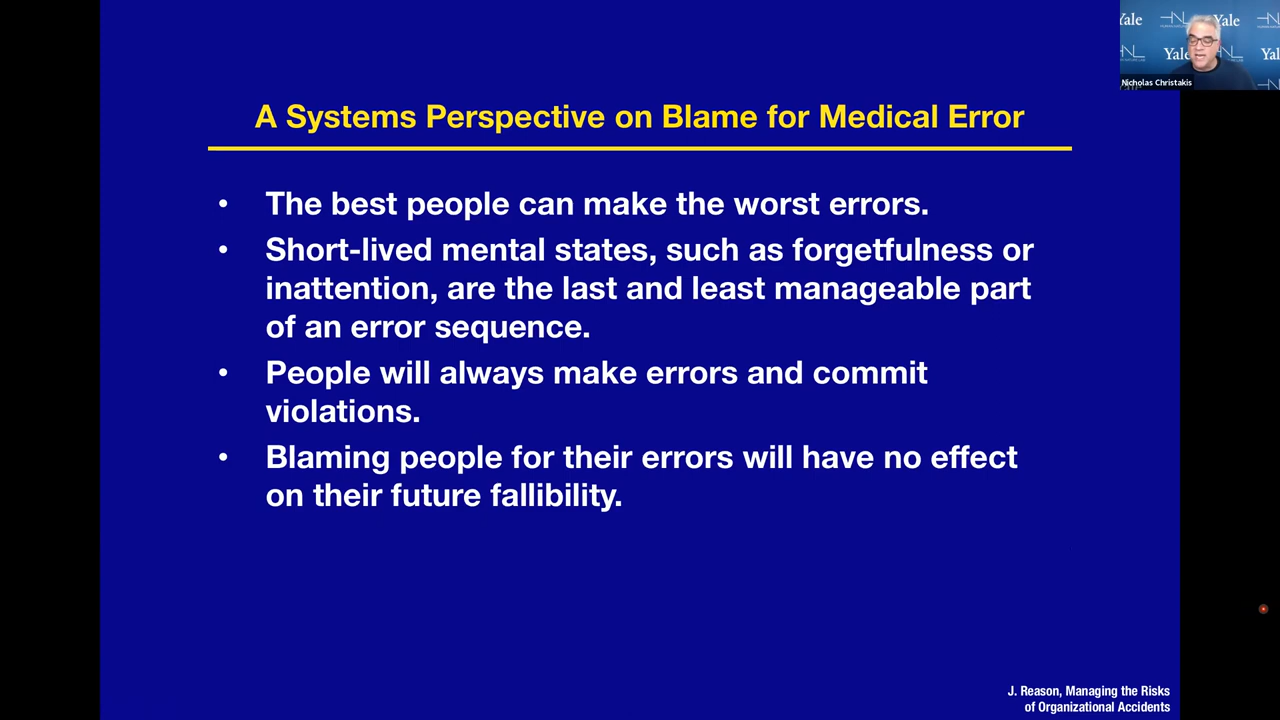 A Systems Perspective on Blame for Medical Error
• The best people can make the worst errors.
• Short-lived mental states, such as forgetfulness or
inattention, are the last and least manageable part
of an error sequence.
• People will always make errors and commit
violations.
• Blaming people for their errors will have no effect
on their future fallibility.
J. Reason, Managing the Risks
of Organizational Accidents
Yale
Yale
Yale
Nicholas Christakis